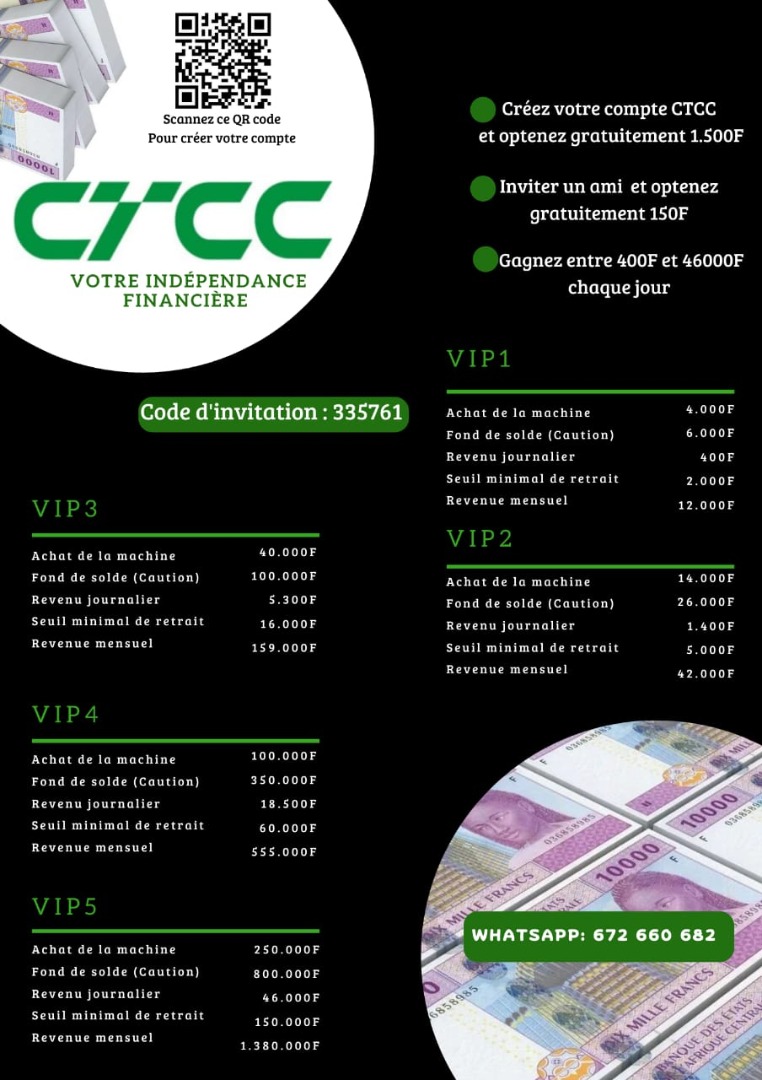 Scannez ce QR code
Pour créer votre compte
CTCC
VOTRE INDÉPENDANCE
FINANCIÈRE
Créez votre compte CTCC
et optenez gratuitement 1.500F
Inviter un ami et optenez
gratuitement 150F
Gagnez entre 400F et 46000F
chaque jour
Code d'invitation : 335761
VIP1
Achat de la machine 4.000F
Fond de solde (Caution) 6.000F
Revenu journalier 400F
Seuil minimal de retrait 2.000F
Revenue mensuel 12.000F
VIP2
Achat de la machine 14.000F
Fond de solde (Caution) 26.000F
Revenu journalier 1.400F
Seuil minimal de retrait 5.000F
Revenue mensuel 42.000F
VIP3
Achat de la machine 40.000F
Fond de solde (Caution) 100.000F
Revenu journalier 5.300F
Seuil minimal de retrait 16.000F
Revenue mensuel 159.000F
VIP4
Achat de la machine 100.000F
Fond de solde (Caution) 350.000F
Revenu journalier 18.500F
Seuil minimal de retrait 60.000F
Revenue mensuel 555.000F
VIP5
Achat de la machine 250.000F
Fond de solde (Caution) 800.000F
Revenu journalier 46.000F
Seuil minimal de retrait 150.000F
Revenue mensuel 1.380.000F
10000
10000
MILLE FRANCS
WHATSAPP: 672 660 682